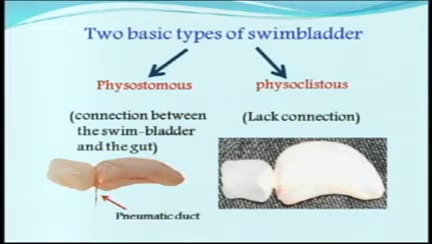 Two basic types of swimbladder
Physostomous
physoclistous
(connection between
the swim-bladder
and the gut)
(Lack connection)
Pneumatic duct